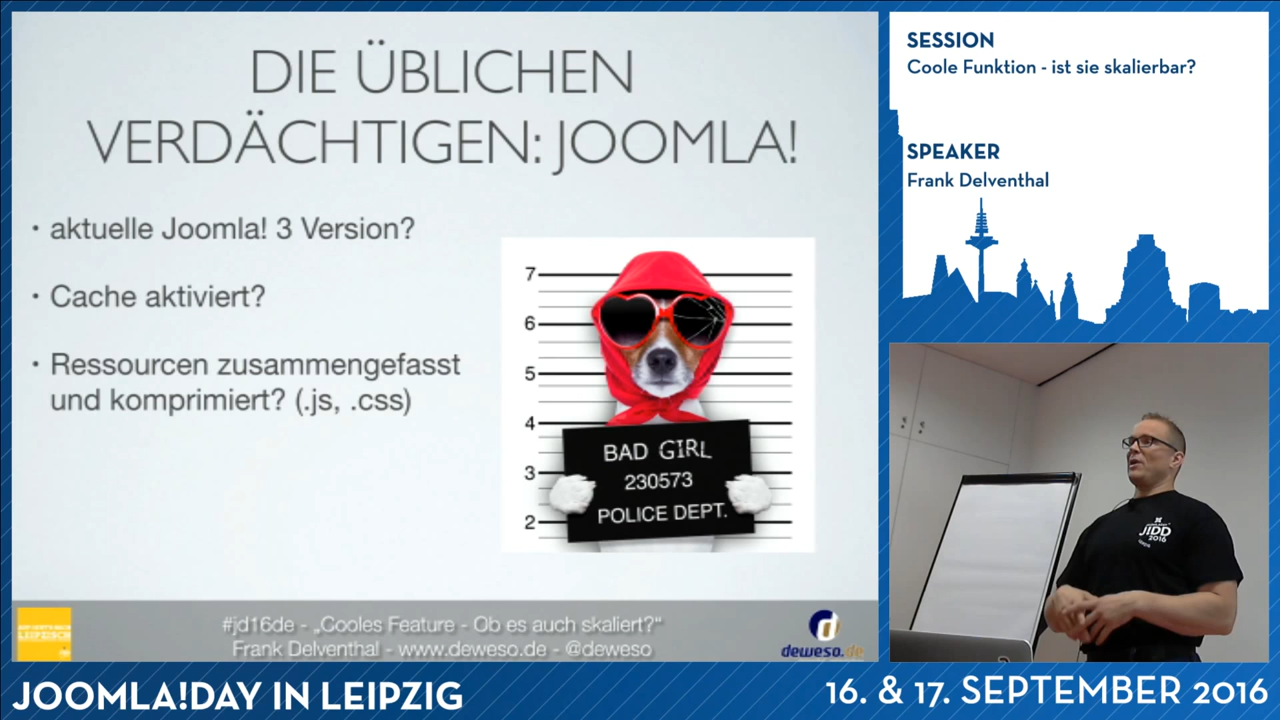 DIE ÜBLICHEN
VERDÄCHTIGEN: JOOMLA!
• aktuelle Joomla! 3 Version?
• Cache aktiviert?
• Ressourcen zusammengefasst
und komprimiert? (.js, .css)
7
6
5
4
3
2
BAD GIRL
230573
POLICE DEPT.
#jd16de - „Cooles Feature - Ob es auch skaliert?“
Frank Delventhal - www.deweso.de - @deweso
deweso.de
SESSION
Coole Funktion - ist sie skalierbar?
SPEAKER
Frank Delventhal
JIDD
2016
JOOMLA!DAY IN LEIPZIG
16. & 17. SEPTEMBER 2016